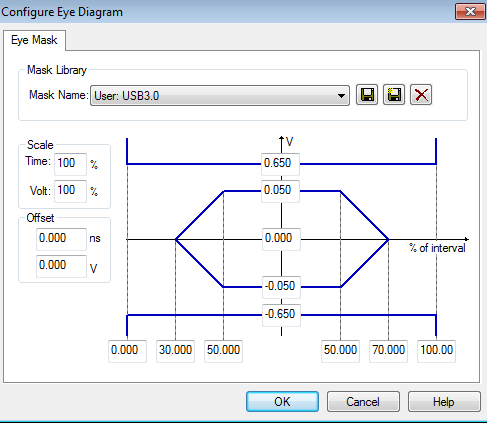 Configure Eye Diagram
Eye Mask
Mask Library
Mask Name: User: USB3.0
Scale
Time: 100 %
Volt: 100 %
Offset
0.000 ns
0.000 V
V
0.650
0.050
0.000
% of interval
-0.050
-0.650
0.000 30.000 50.000 50.000 70.000 100.00
OK Cancel Help